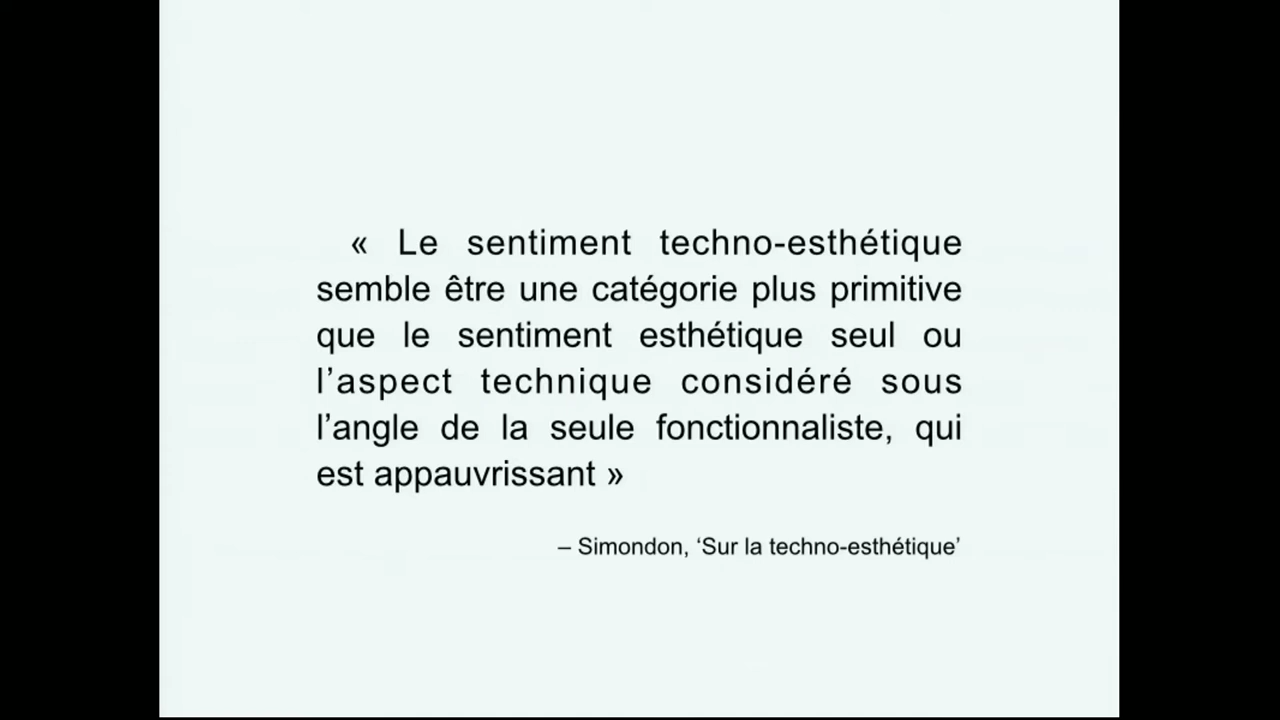 « Le sentiment techno-esthétique
semble être une catégorie plus primitive
que le sentiment esthétique seul ou
l’aspect technique considéré sous
l’angle de la seule fonctionnaliste, qui
est appauvrissant »
– Simondon, ‘Sur la techno-esthétique’